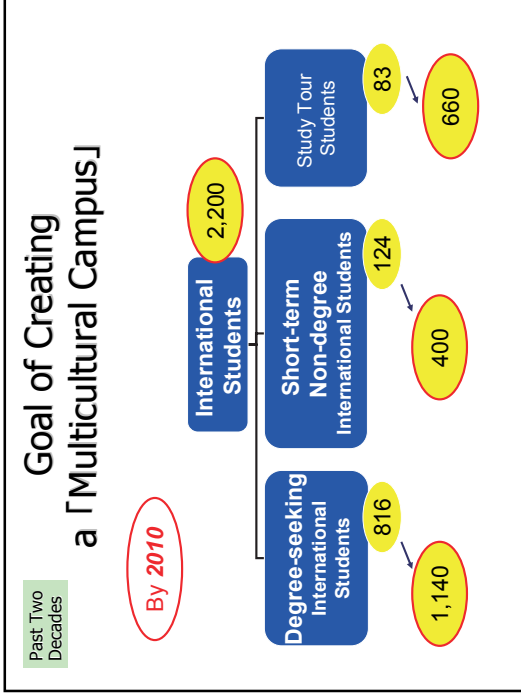 Past Two
Decades
Goal of Creating
a「Multicultural Campus」
By 2010
International
Students
2,200
Degree-seeking
International
Students
816
1,140
Short-term
Non-degree
International Students
124
400
Study Tour
Students
83
660